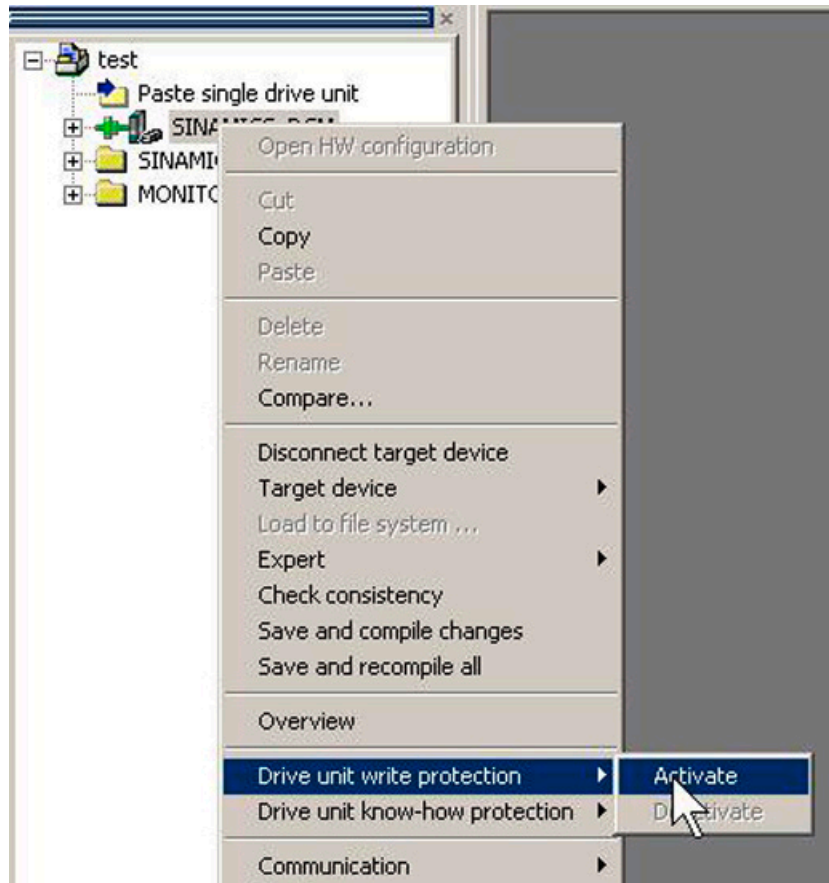 test
Paste single drive unit
Open HW configuration
Cut
Copy
Paste
Delete
Rename
Compare...
Disconnect target device
Target device
Load to file system ...
Expert
Check consistency
Save and compile changes
Save and recompile all
Overview
Drive unit write protection
Activate
Drive unit know-how protection
Communication